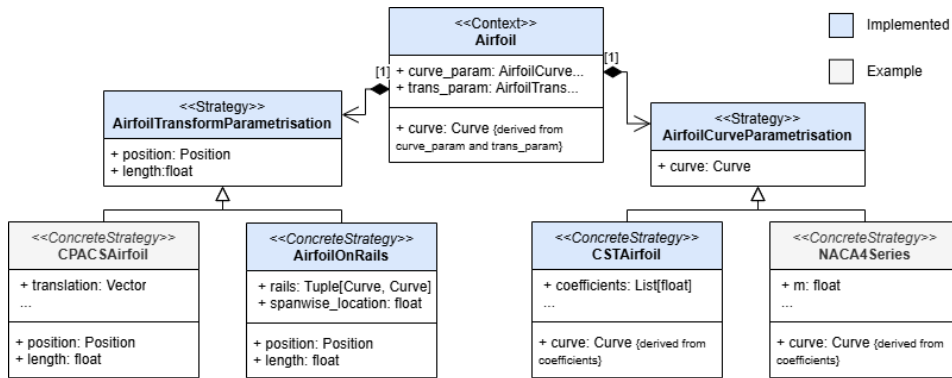 <<Context>>
Airfoil
+ curve_param: AirfoilCurve...
+ trans_param: AirfoilTrans...
+ curve: Curve {derived from
curve_param and trans_param}
Implemented
Example
[1]
[1]
<<Strategy>>
AirfoilTransformParametrisation
+ position: Position
+ length:float
<<Strategy>>
AirfoilCurveParametrisation
+ curve: Curve
<<ConcreteStrategy>>
CPACSAirfoil
+ translation: Vector
...
+ position: Position
+ length: float
<<ConcreteStrategy>>
AirfoilOnRails
+ rails: Tuple[Curve, Curve]
+ spanwise_location: float
+ position: Position
+ length: float
<<ConcreteStrategy>>
CSTAirfoil
+ coefficients: List[float]
...
+ curve: Curve {derived from
coefficients}
<<ConcreteStrategy>>
NACA4Series
+ m: float
...
+ curve: Curve {derived from
coefficients}